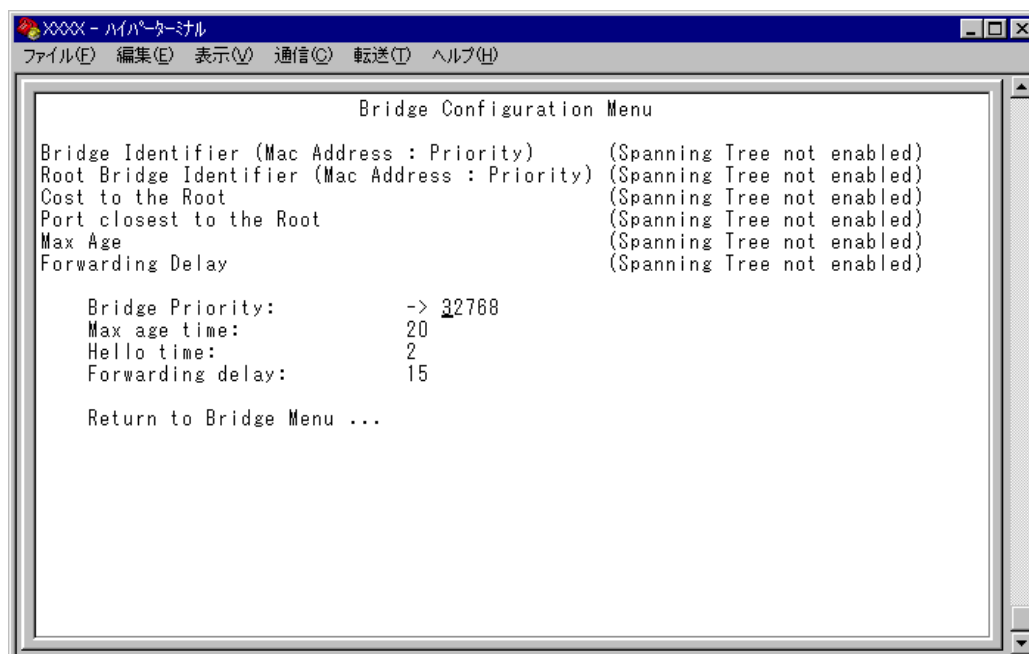 XXXX - ﾊｲﾊﾟｰﾀｰﾐﾅﾙ
ファイル(F) 編集(E) 表示(V) 通信(C) 転送(T) ヘルプ(H)
Bridge Configuration Menu
Bridge Identifier (Mac Address : Priority) (Spanning Tree not enabled)
Root Bridge Identifier (Mac Address : Priority) (Spanning Tree not enabled)
Cost to the Root (Spanning Tree not enabled)
Port closest to the Root (Spanning Tree not enabled)
Max Age (Spanning Tree not enabled)
Forwarding Delay (Spanning Tree not enabled)
Bridge Priority: -> 32768
Max age time: 20
Hello time: 2
Forwarding delay: 15
Return to Bridge Menu ...